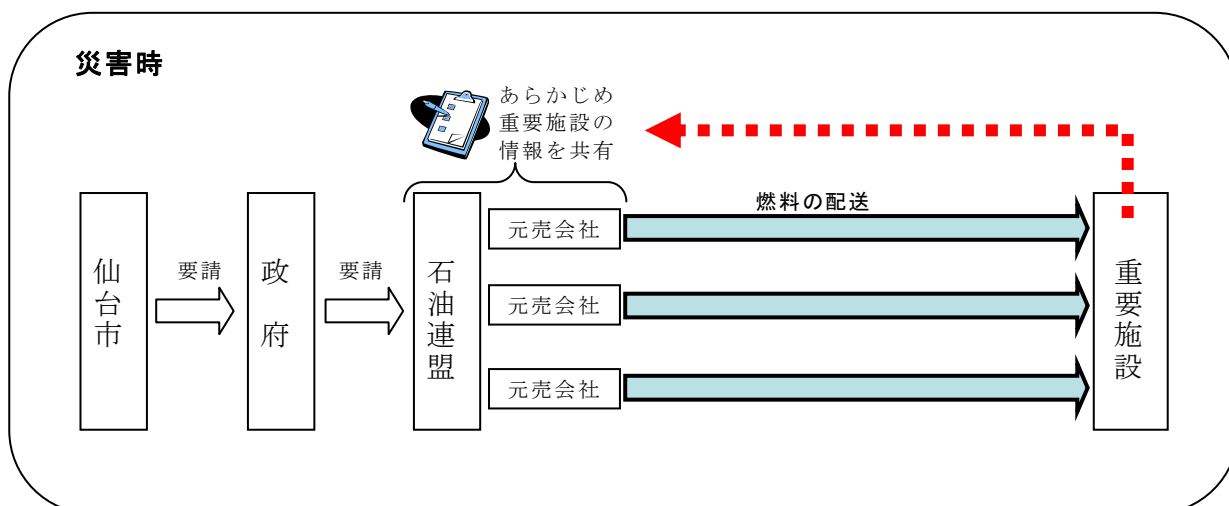 災害時
あらかじめ
重要施設の
情報を共有
仙台市
要請
政府
要請
石油連盟
元売会社
元売会社
元売会社
燃料の配送
重要施設